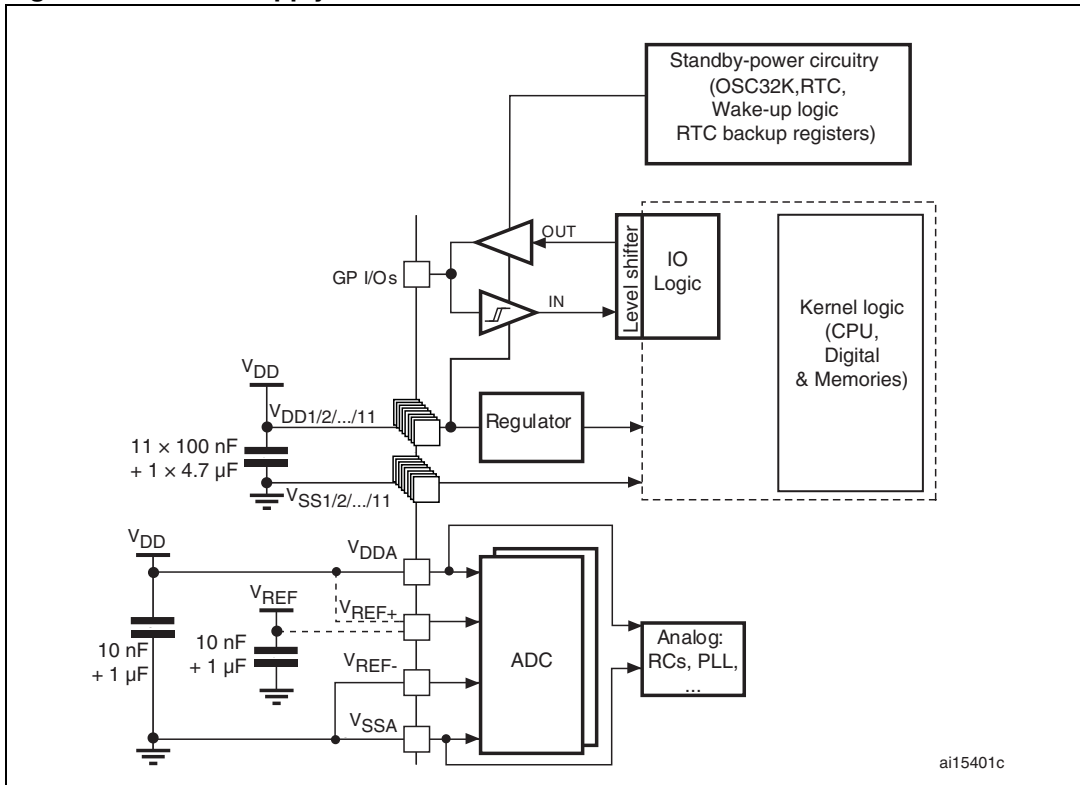 Standby-power circuitry
(OSC32K,RTC,
Wake-up logic
RTC backup registers)
OUT
GP I/Os
IN
Level shifter
IO
Logic
Kernel logic
(CPU,
Digital
& Memories)
VDD
VDD1/2/.../11
Regulator
11 × 100 nF
+ 1 × 4.7 µF
VSS1/2/.../11
VDD
VDDA
VREF
VREF+
10 nF
+ 1 µF
10 nF
+ 1 µF
VREF-
ADC
Analog:
RCs, PLL,
...
VSSA
ai15401c